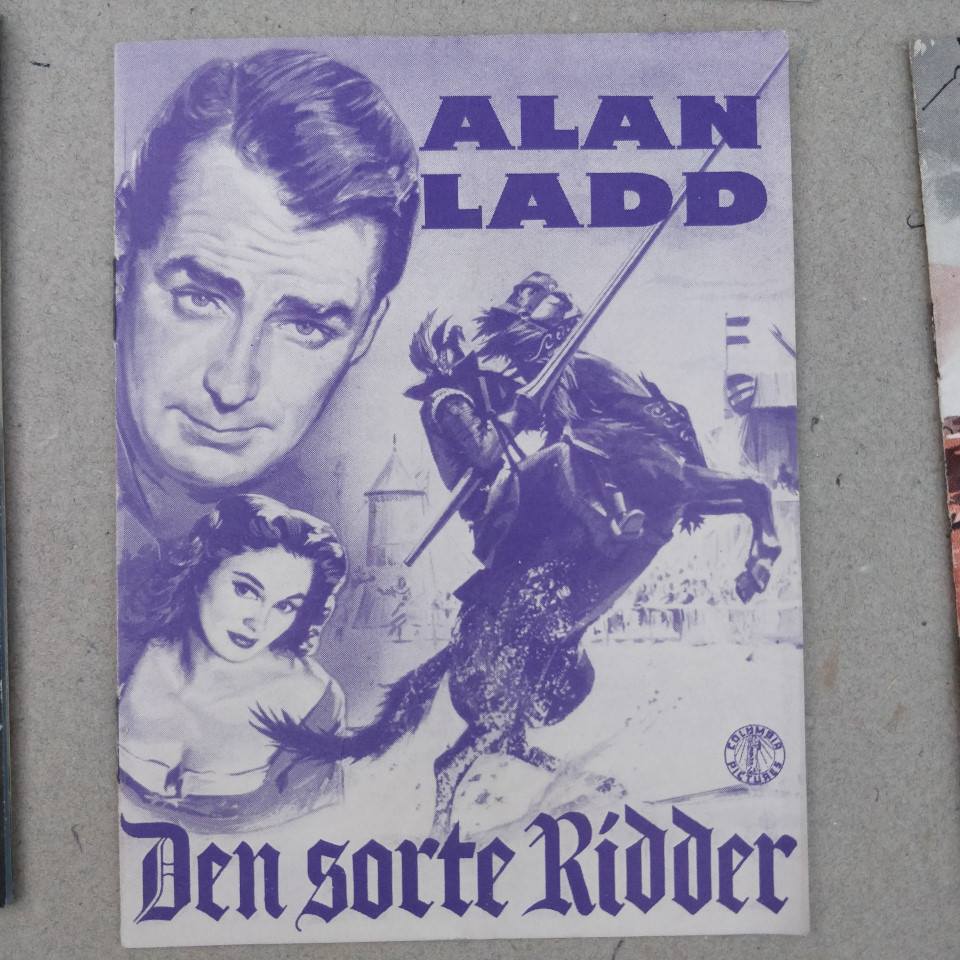 ALAN
LADD
COLUMBIA
PICTURES
Den sorte Ridder